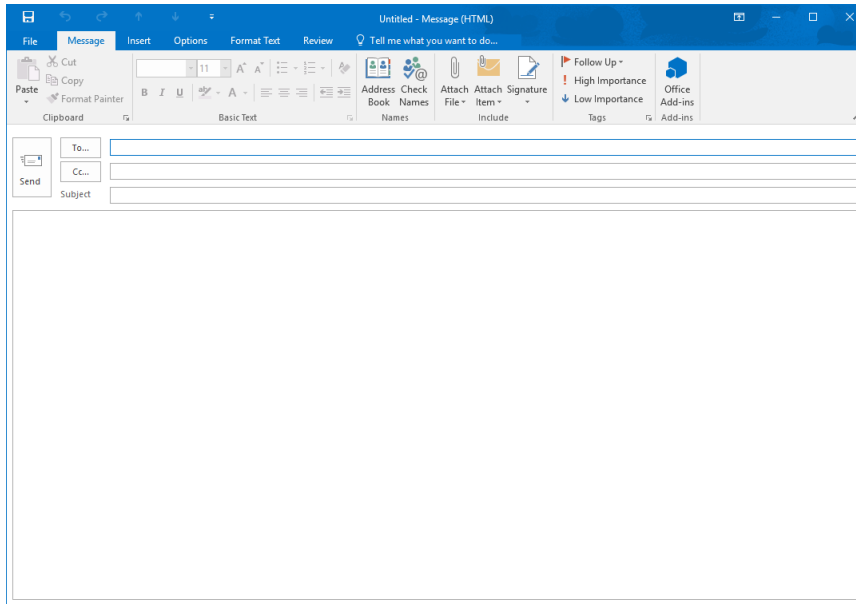 Untitled - Message (HTML)
File Message Insert Options Format Text Review Tell me what you want to do...
Paste
Cut
Copy
Format Painter
Clipboard
11
B I U
Basic Text
Address Book
Check Names
Names
Attach File
Attach Item
Signature
Include
Follow Up
High Importance
Low Importance
Tags
Office Add-ins
Add-ins
Send
To...
Cc...
Subject